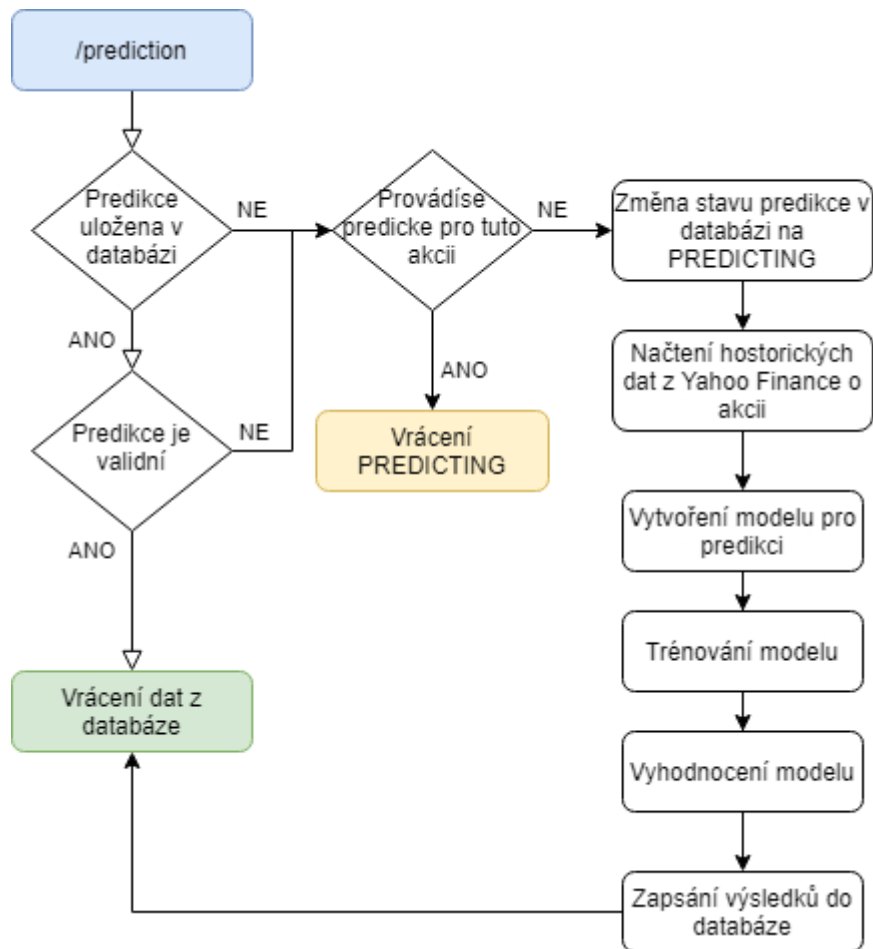 /prediction
Predikce
uložena v
databázi
NE
Provádíse
predicke pro tuto
akcii
NE
Změna stavu predikce v
databázi na
PREDICTING
ANO
Načtení hostorických
dat z Yahoo Finance o
akcii
Predikce je
validní
NE
ANO
Vrácení
PREDICTING
ANO
Vytvoření modelu pro
predikci
Trénování modelu
Vrácení dat z
databáze
Vyhodnocení modelu
Zapsání výsledků do
databáze